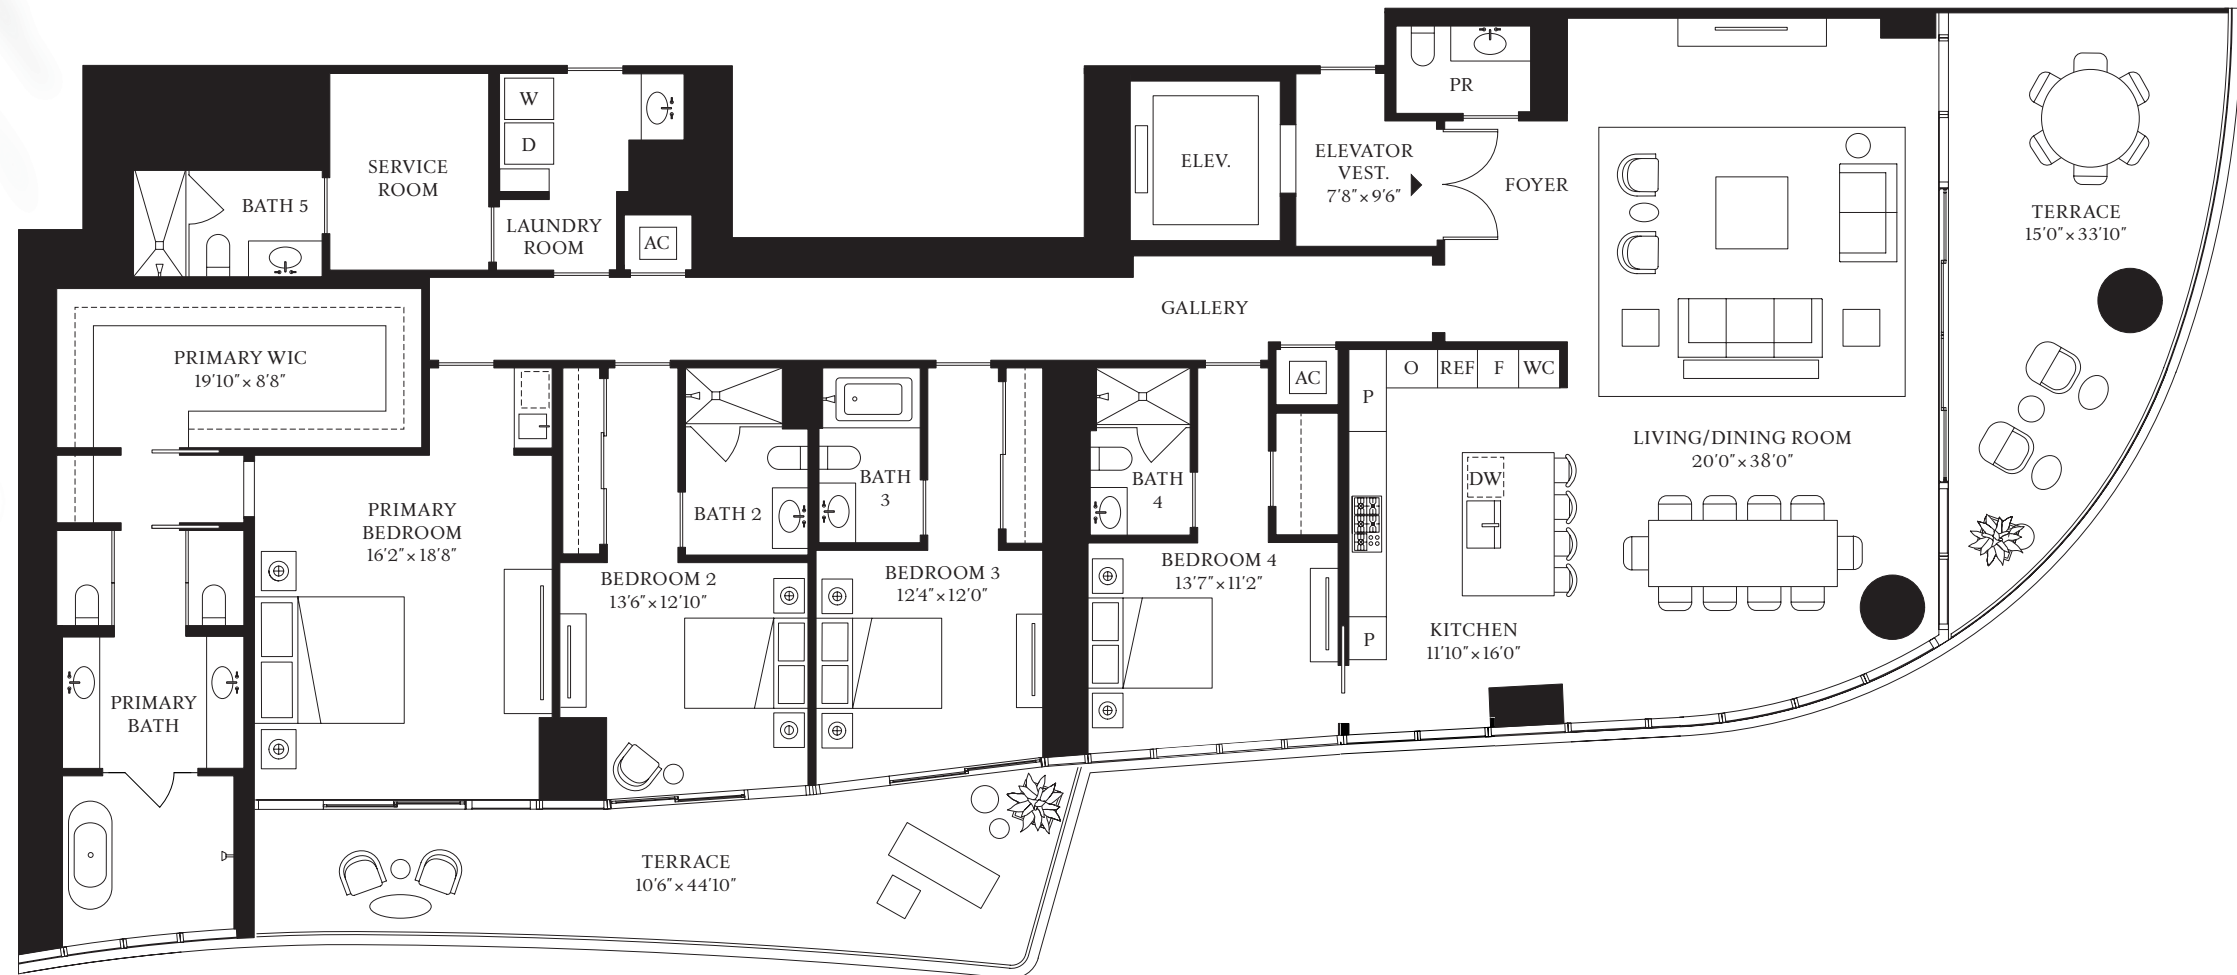 PR
W
D
SERVICE
ROOM
BATH 5
LAUNDRY
ROOM
AC
ELEV.
ELEVATOR
VEST.
7'8"×9'6"
FOYER
TERRACE
15'0"×33'10"
GALLERY
PRIMARY WIC
19'10"×8'8"
AC
P
O
REF
F
WC
LIVING/DINING ROOM
20'0"×38'0"
DW
PRIMARY
BEDROOM
16'2"×18'8"
BATH 2
BATH
3
BATH
4
BEDROOM 2
13'6"×12'10"
BEDROOM 3
12'4"×12'0"
BEDROOM 4
13'7"×11'2"
KITCHEN
11'10"×16'0"
P
PRIMARY
BATH
TERRACE
10'6"×44'10"